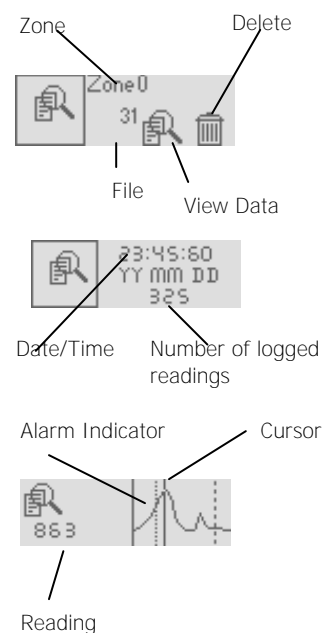 Zone
Delete
Zone0
31
File
View Data
23:45:60
YY mm DD
325
Date/Time
Number of logged
readings
Alarm Indicator
Cursor
863
Reading